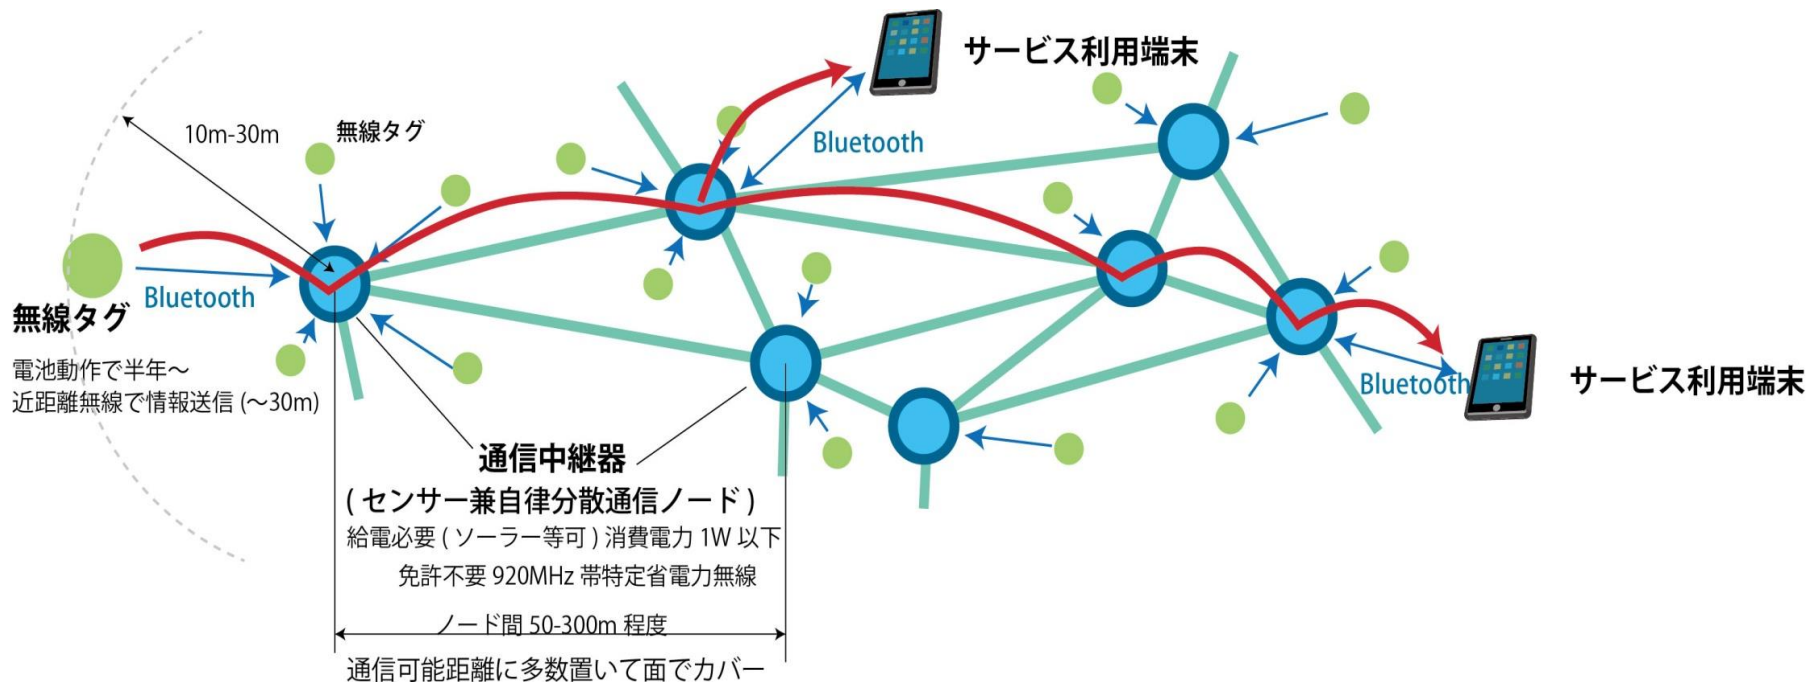 サービス利用端末
10m-30m
無線タグ
Bluetooth
Bluetooth
無線タグ
電池動作で半年～
近距離無線で情報送信 (～30m)
Bluetooth
サービス利用端末
通信中継器
( センサー兼自律分散通信ノード )
給電必要 ( ソーラー等可 ) 消費電力 1W 以下
免許不要 920MHz 帯特定省電力無線
ノード間 50-300m 程度
通信可能距離に多数置いて面でカバー